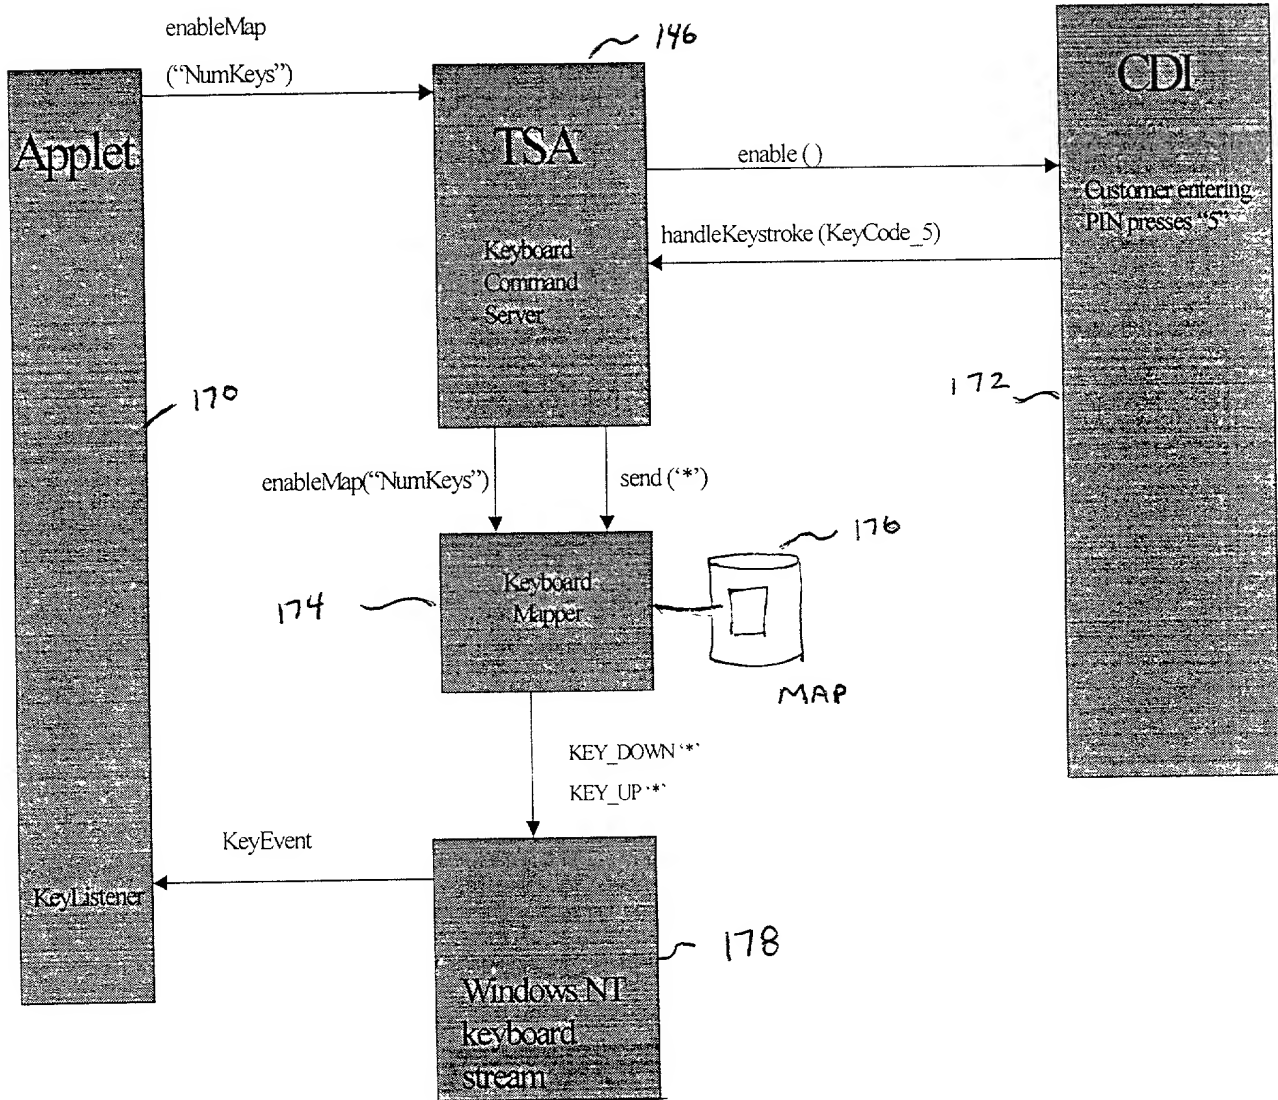 enableMap
("NumKeys")
146
Applet
TSA
Keyboard
Command
Server
CDI
Customer entering
PIN presses "5"
enable ( )
handleKeystroke (KeyCode_5)
170
172
enableMap("NumKeys")
send ('*')
176
174
Keyboard
Mapper
MAP
KEY_DOWN '*'
KEY_UP '*'
KeyEvent
KeyListener
178
Windows NT
keyboard
stream